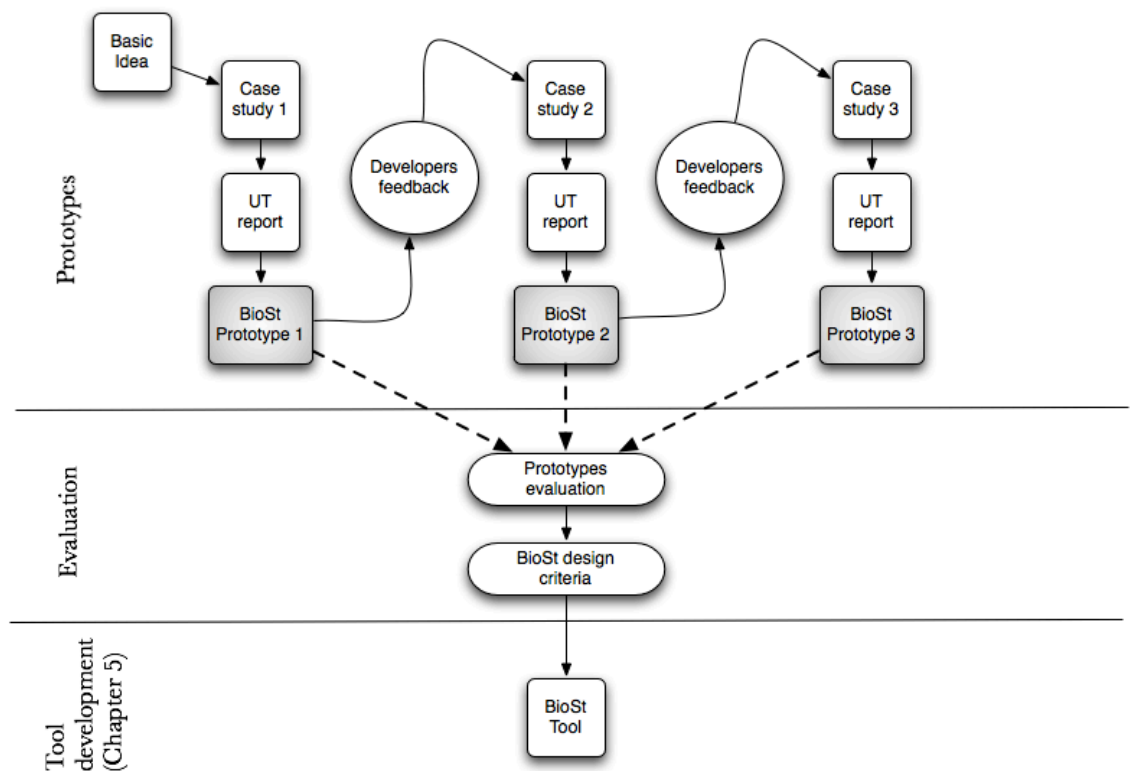 Basic
Idea
Case
study 1
UT
report
BioSt
Prototype 1
Developers
feedback
Case
study 2
UT
report
BioSt
Prototype 2
Developers
feedback
Case
study 3
UT
report
BioSt
Prototype 3
Prototypes
Prototypes
evaluation
BioSt design
criteria
Evaluation
BioSt
Tool
Tool
development
(Chapter 5)